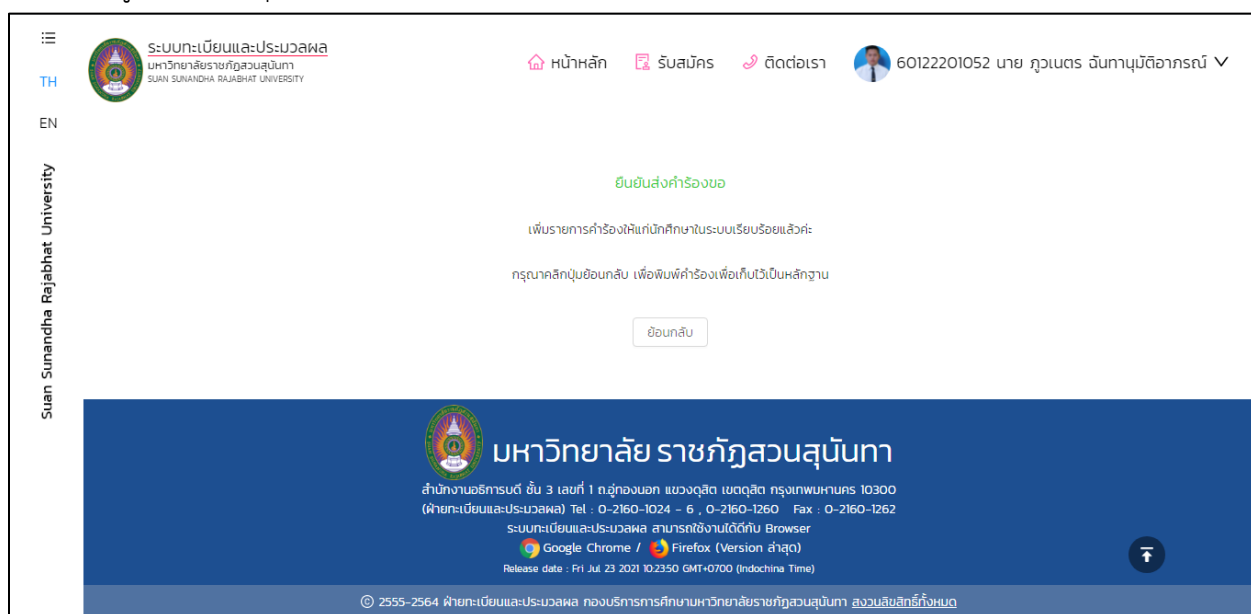 ระบบทะเบียนและประมวลผล
มหาวิทยาลัยราชภัฏสวนสุนันทา
SUAN SUNANDHA RAJABHAT UNIVERSITY
หน้าหลัก รับสมัคร ติดต่อเรา 60122201052 นาย ภูวเนตร ฉันทานุมัติอาภรณ์
TH
EN
Suan Sunandha Rajabhat University
ยืนยันส่งคำร้องขอ
เพิ่มรายการคำร้องให้แก่นักศึกษาในระบบเรียบร้อยแล้วค่ะ
กรุณาคลิกปุ่มย้อนกลับ เพื่อพิมพ์คำร้องเพื่อเก็บไว้เป็นหลักฐาน
ย้อนกลับ
มหาวิทยาลัย ราชภัฏสวนสุนันทา
สำนักงานอธิการบดี ชั้น 3 เลขที่ 1 ถ.อู่ทองนอก แขวงดุสิต เขตดุสิต กรุงเทพมหานคร 10300
(ฝ่ายทะเบียนและประมวลผล) Tel : 0-2160-1024 - 6 , 0-2160-1260 Fax : 0-2160-1262
ระบบทะเบียนและประมวลผล สามารถใช้งานได้ดีกับ Browser
Google Chrome / Firefox (Version ล่าสุด)
Release date : Fri Jul 23 2021 10:23:50 GMT+0700 (Indochina Time)
© 2555-2564 ฝ่ายทะเบียนและประมวลผล กองบริการการศึกษามหาวิทยาลัยราชภัฏสวนสุนันทา สงวนลิขสิทธิ์ทั้งหมด